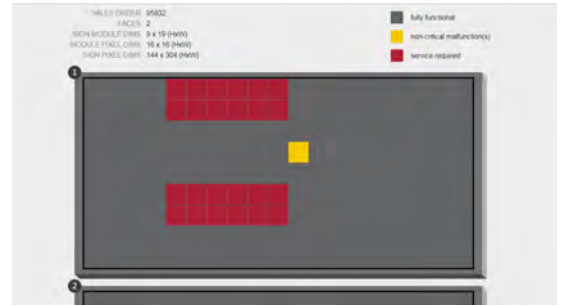 SALES ORDER 95832
FACES 2
SIGN MODULE DIMS 9 x 19 (HxW)
MODULE PIXEL DIMS 16 x 16 (HxW)
SIGN PIXEL DIMS 144 x 304 (HxW)
fully functional
non-critical malfunction(s)
service required
1
2